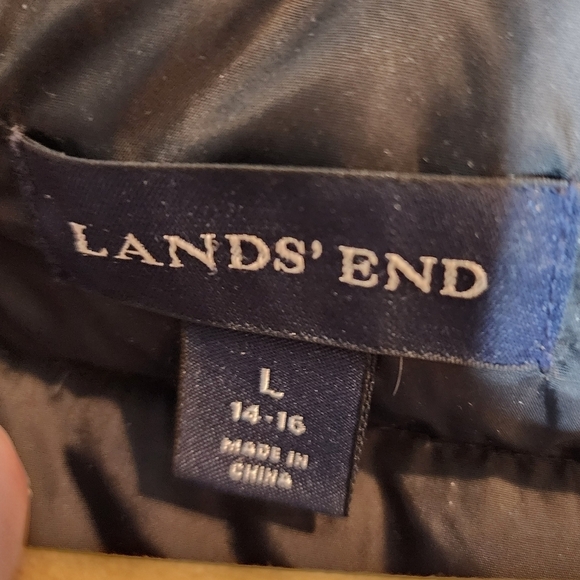 LANDS' END
L
14-16
MADE IN
CHINA